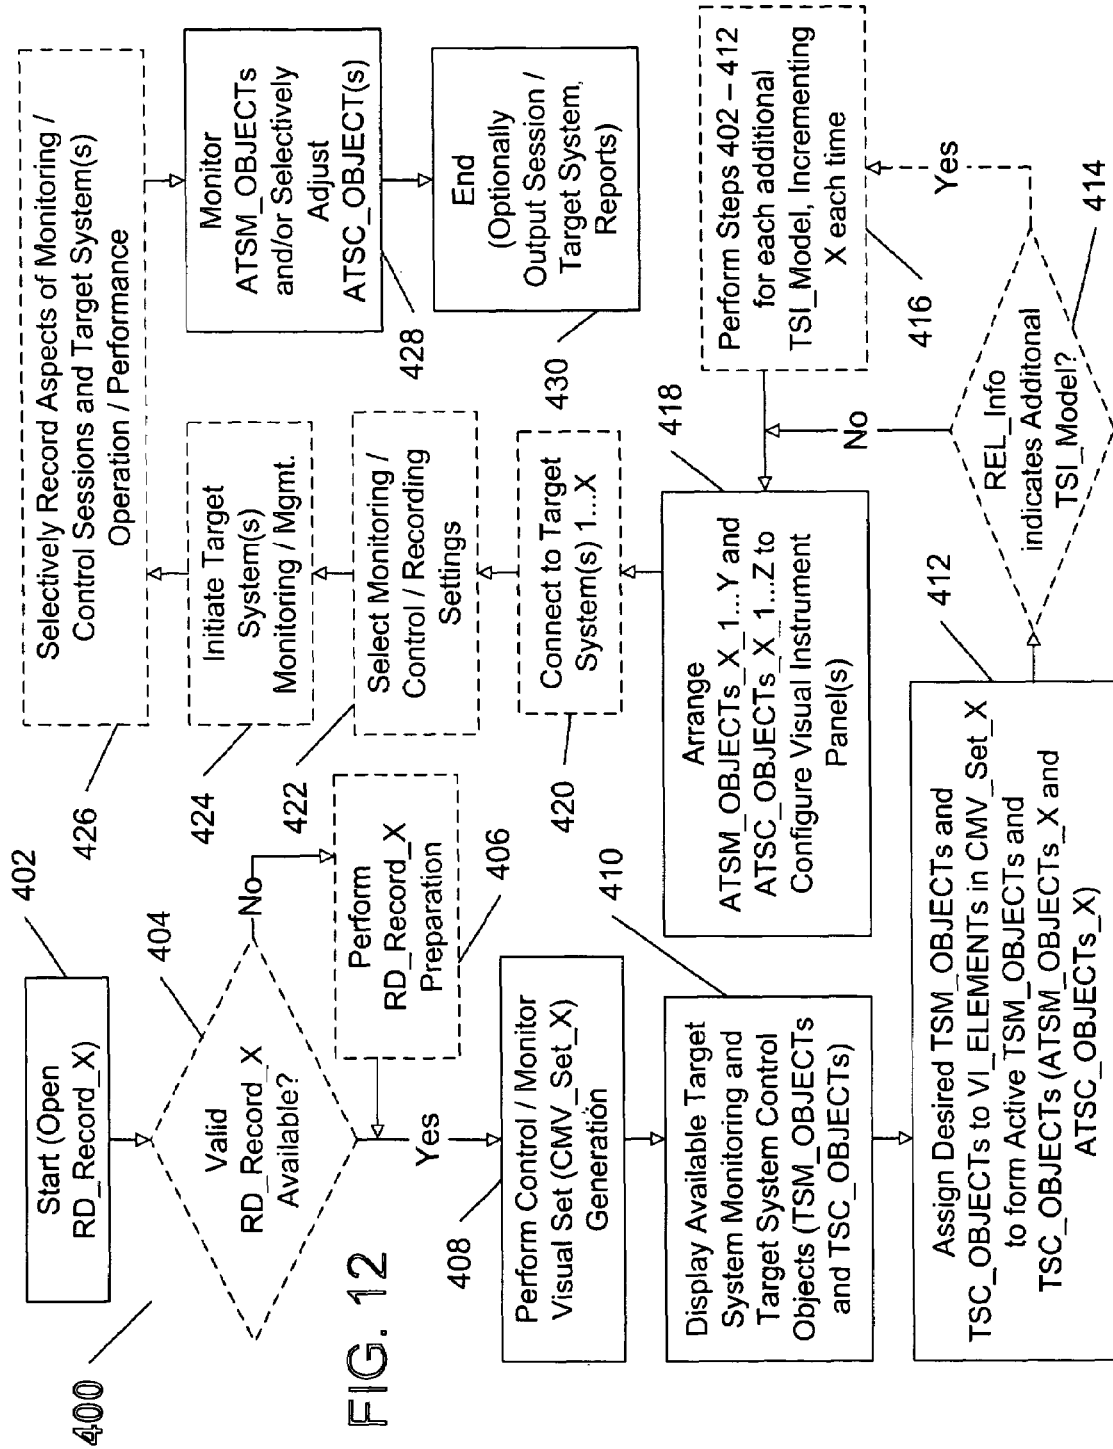 400
FIG. 12
402
Start (Open
RD_Record_X)
404
Valid
RD_Record_X
Available?
No
Perform
RD_Record_X
Preparation
406
Yes
408
Perform Control / Monitor
Visual Set (CMV_Set_X)
Generation
410
Display Available Target
System Monitoring and
Target System Control
Objects (TSM_OBJECTS
and TSC_OBJECTs)
412
Assign Desired TSM_OBJECTs and
TSC_OBJECTs to VI_ELEMENTs in CMV_Set_X
to form Active TSM_OBJECTs and
TSC_OBJECTs (ATSM_OBJECTs_X and
ATSC_OBJECTs_X)
414
REL_Info
indicates Additonal
TSI_Model?
Yes
No
416
Perform Steps 402 – 412
for each additional
TSI_Model, Incrementing
X each time
418
Arrange
ATSM_OBJECTs_X_1...Y and
ATSC_OBJECTs_X_1...Z to
Configure Visual Instrument
Panel(s)
420
Connect to Target
System(s) 1...X
422
Select Monitoring /
Control / Recording
Settings
424
Initiate Target
System(s)
Monitoring / Mgmt.
426
Selectively Record Aspects of Monitoring /
Control Sessions and Target System(s)
Operation / Performance
428
Monitor
ATSM_OBJECTs
and/or Selectively
Adjust
ATSC_OBJECT(s)
430
End
(Optionally
Output Session /
Target System,
Reports)